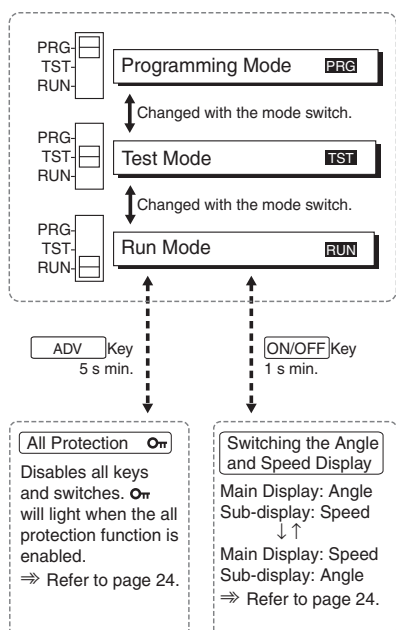 PRG
TST
RUN
Programming Mode PRG
Changed with the mode switch.
PRG
TST
RUN
Test Mode TST
Changed with the mode switch.
PRG
TST
RUN
Run Mode RUN
ADV Key
5 s min.
ON/OFF Key
1 s min.
All Protection
Disables all keys
and switches.
will light when the all
protection function is
enabled.
⇒ Refer to page 24.
Switching the Angle
and Speed Display
Main Display: Angle
Sub-display: Speed
↓↑
Main Display: Speed
Sub-display: Angle
⇒ Refer to page 24.